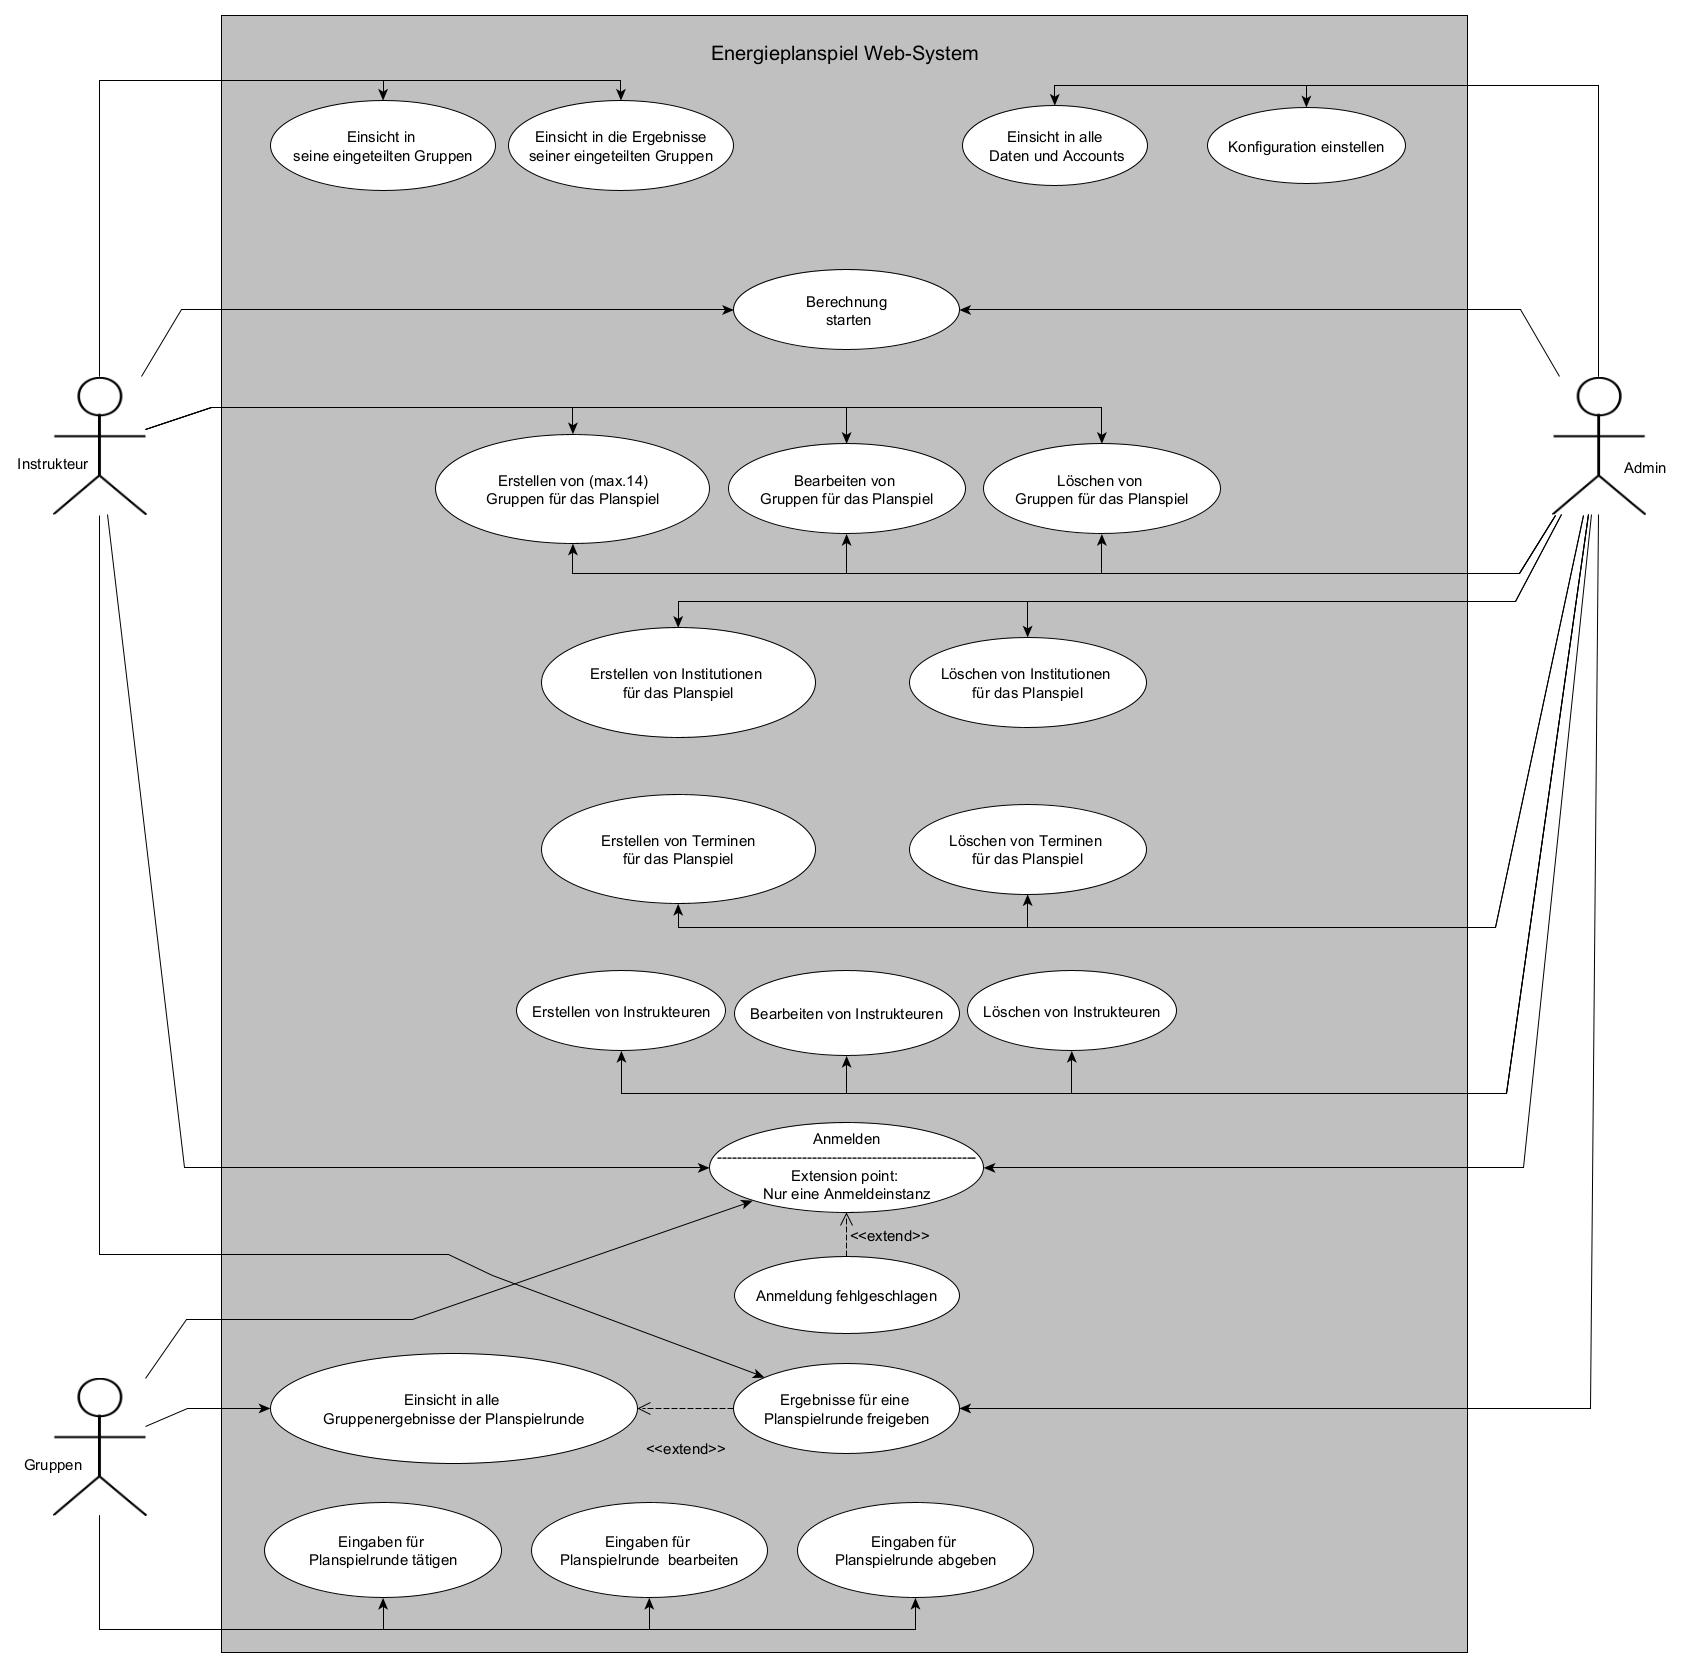 Energieplanspiel Web-System
Einsicht in
seine eingeteilten Gruppen
Einsicht in die Ergebnisse
seiner eingeteilten Gruppen
Einsicht in alle
Daten und Accounts
Konfiguration einstellen
Berechnung
starten
Instrukteur
Admin
Erstellen von (max.14)
Gruppen für das Planspiel
Bearbeiten von
Gruppen für das Planspiel
Löschen von
Gruppen für das Planspiel
Erstellen von Institutionen
für das Planspiel
Löschen von Institutionen
für das Planspiel
Erstellen von Terminen
für das Planspiel
Löschen von Terminen
für das Planspiel
Erstellen von Instrukteuren
Bearbeiten von Instrukteuren
Löschen von Instrukteuren
Anmelden
Extension point:
Nur eine Anmeldeinstanz
<<extend>>
Anmeldung fehlgeschlagen
Einsicht in alle
Gruppenergebnisse der Planspielrunde
<<extend>>
Ergebnisse für eine
Planspielrunde freigeben
Gruppen
Eingaben für
Planspielrunde tätigen
Eingaben für
Planspielrunde  bearbeiten
Eingaben für
Planspielrunde abgeben